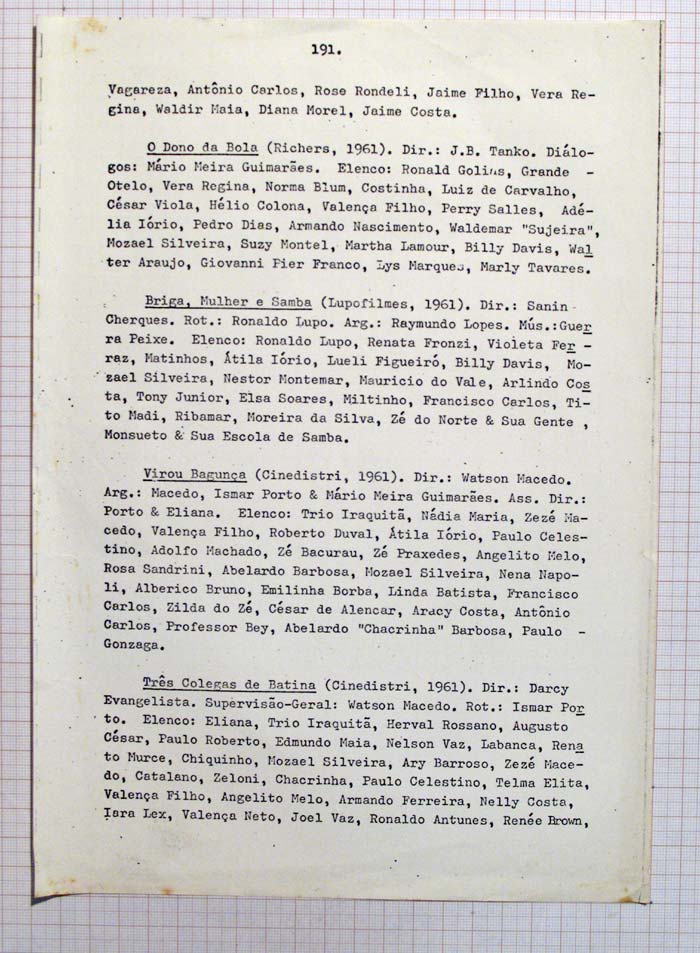 191.
Vagareza, Antônio Carlos, Rose Rondeli, Jaime Filho, Vera Re-
gina, Waldir Maia, Diana Morel, Jaime Costa.
O Dono da Bola (Richers, 1961). Dir.: J.B. Tanko. Diálo-
gos: Mário Meira Guimarães. Elenco: Ronald Golias, Grande -
Otelo, Vera Regina, Norma Blum, Costinha, Luiz de Carvalho,
César Viola, Hélio Colona, Valença Filho, Perry Salles, Adé-
lia Iório, Pedro Dias, Armando Nascimento, Waldemar "Sujeira",
Mozael Silveira, Suzy Montel, Martha Lamour, Billy Davis, Wal
ter Araujo, Giovanni Pier Franco, Lys Marques, Marly Tavares.
Briga, Mulher e Samba (Lupofilmes, 1961). Dir.: Sanin
Cherques. Rot.: Ronaldo Lupo. Arg.: Raymundo Lopes. Mús.:Guer
ra Peixe. Elenco: Ronaldo Lupo, Renata Fronzi, Violeta Fer -
raz, Matinhos, Átila Iório, Lueli Figueiró, Billy Davis, Mo-
zael Silveira, Nestor Montemar, Mauricio do Vale, Arlindo Cos
ta, Tony Junior, Elsa Soares, Miltinho, Francisco Carlos, Ti-
to Madi, Ribamar, Moreira da Silva, Zé do Norte & Sua Gente ,
Monsueto & Sua Escola de Samba.
Virou Bagunça (Cinedistri, 1961). Dir.: Watson Macedo.
Arg.: Macedo, Ismar Porto & Mário Meira Guimarães. Ass. Dir.:
Porto & Eliana. Elenco: Trio Iraquitã, Nádia Maria, Zezé Ma-
cedo, Valença Filho, Roberto Duval, Átila Iório, Paulo Celes-
tino, Adolfo Machado, Zé Bacurau, Zé Praxedes, Angelito Melo,
Rosa Sandrini, Abelardo Barbosa, Mozael Silveira, Nena Napo-
li, Alberico Bruno, Emilinha Borba, Linda Batista, Francisco
Carlos, Zilda do Zé, César de Alencar, Aracy Costa, Antônio
Carlos, Professor Bey, Abelardo "Chacrinha" Barbosa, Paulo -
Gonzaga.
Três Colegas de Batina (Cinedistri, 1961). Dir.: Darcy
Evangelista. Supervisão-Geral: Watson Macedo. Rot.: Ismar Por
to. Elenco: Eliana, Trio Iraquitã, Herval Rossano, Augusto
César, Paulo Roberto, Edmundo Maia, Nelson Vaz, Labanca, Rena
to Murce, Chiquinho, Mozael Silveira, Ary Barroso, Zezé Mace-
do, Catalano, Zeloni, Chacrinha, Paulo Celestino, Telma Elita,
Valença Filho, Angelito Melo, Armando Ferreira, Nelly Costa,
Iara Lex, Valença Neto, Joel Vaz, Ronaldo Antunes, Renée Brown,